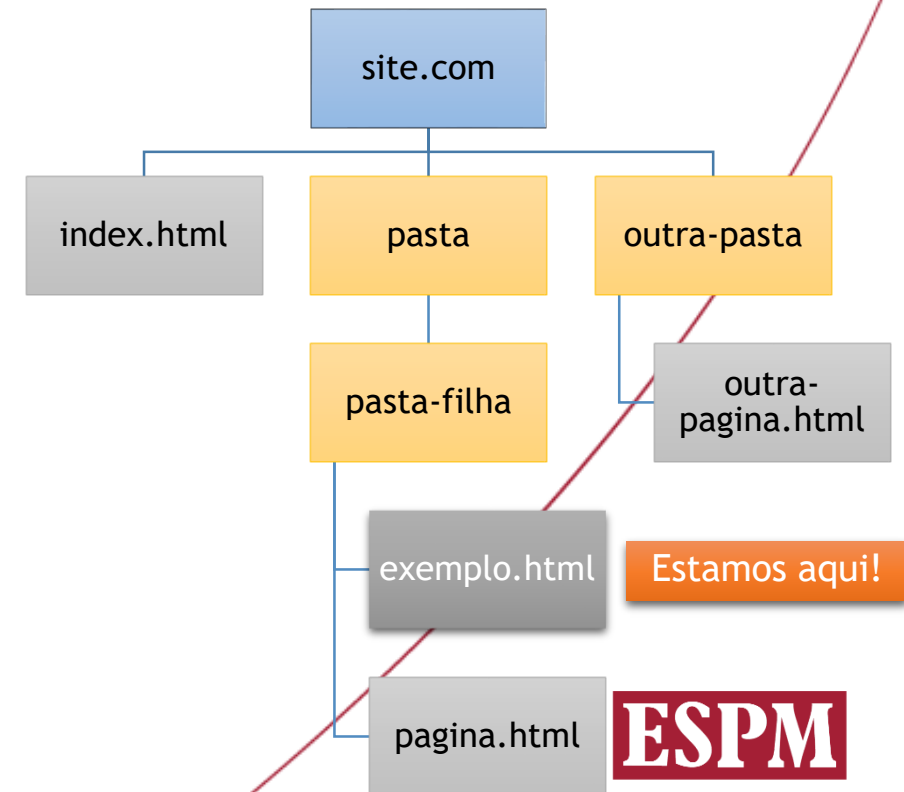 site.com
index.html
pasta
outra-pasta
pasta-filha
outra-
pagina.html
exemplo.html
Estamos aqui!
pagina.html
ESPM